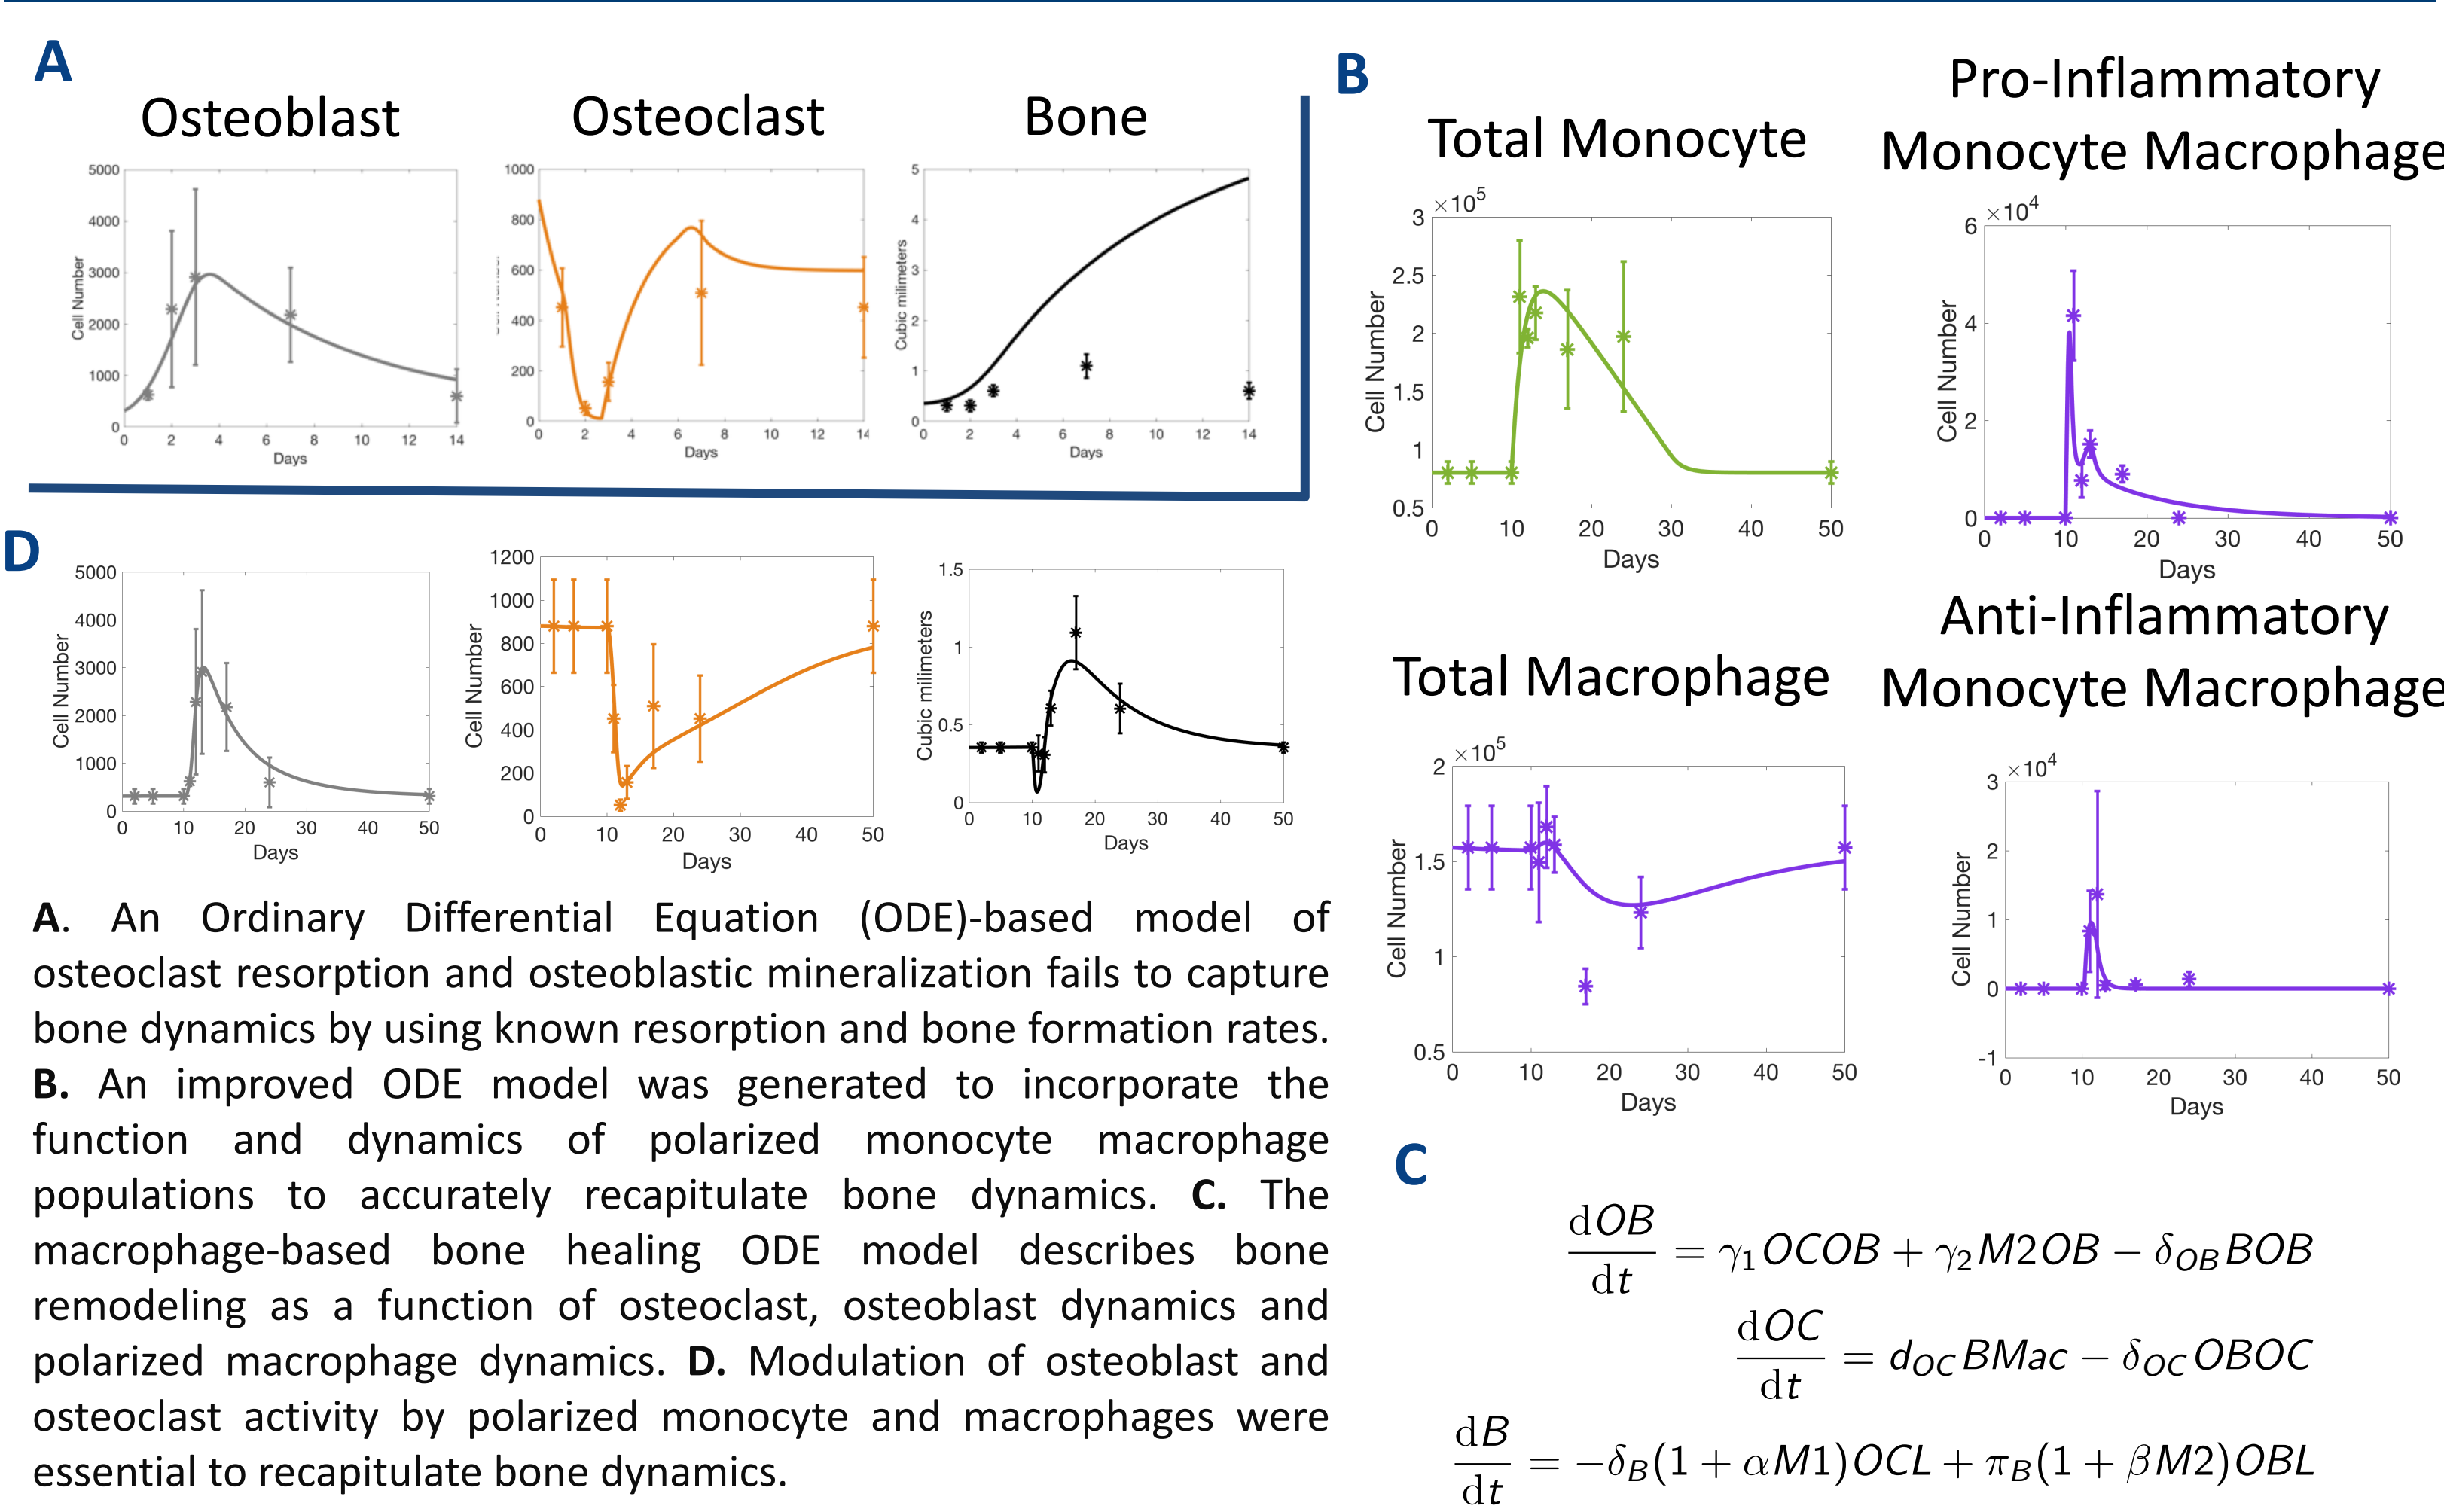 A
Osteoblast
5000
4000
3000
2000
1000
0
Cell Number
0 2 4 6 8 10 12 14
Days
Osteoclast
1000
800
600
400
200
0
0 2 4 6 8 10 12 14
Days
Bone
5
4
3
2
1
0
Cubic milimeters
0 2 4 6 8 10 12 14
Days
B
Total Monocyte
×10⁵
3
2.5
2
1.5
1
0.5
Cell Number
0 10 20 30 40 50
Days
Pro-Inflammatory
Monocyte Macrophage
×10⁴
6
4
2
0
Cell Number
0 10 20 30 40 50
Days
Total Macrophage
×10⁵
2
1.5
1
0.5
Cell Number
0 10 20 30 40 50
Days
Anti-Inflammatory
Monocyte Macrophage
×10⁴
3
2
1
0
-1
Cell Number
0 10 20 30 40 50
Days
D
5000
4000
3000
2000
1000
0
Cell Number
0 10 20 30 40 50
Days
1200
1000
800
600
400
200
0
Cell Number
0 10 20 30 40 50
Days
1.5
1
0.5
0
Cubic milimeters
0 10 20 30 40 50
Days
A. An Ordinary Differential Equation (ODE)-based model of
osteoclast resorption and osteoblastic mineralization fails to capture
bone dynamics by using known resorption and bone formation rates.
B. An improved ODE model was generated to incorporate the
function and dynamics of polarized monocyte macrophage
populations to accurately recapitulate bone dynamics. C. The
macrophage-based bone healing ODE model describes bone
remodeling as a function of osteoclast, osteoblast dynamics and
polarized macrophage dynamics. D. Modulation of osteoblast and
osteoclast activity by polarized monocyte and macrophages were
essential to recapitulate bone dynamics.
C
dOB/dt = γ₁OCOB + γ₂M2OB − δ_OB BOB
dOC/dt = d_OC BMac − δ_OC OBOC
dB/dt = −δ_B(1 + αM1)OCL + π_B(1 + βM2)OBL